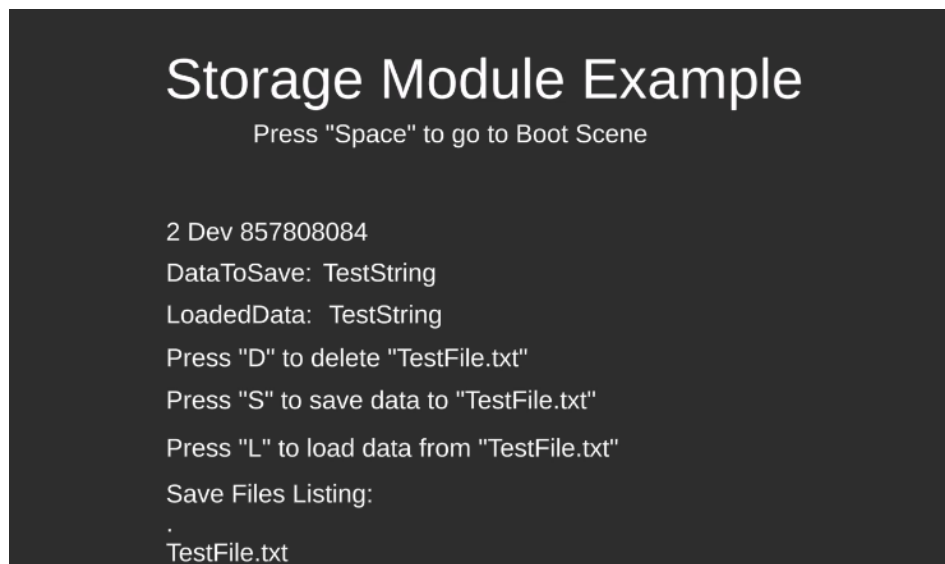 Storage Module Example
Press "Space" to go to Boot Scene
2 Dev 857808084
DataToSave: TestString
LoadedData: TestString
Press "D" to delete "TestFile.txt"
Press "S" to save data to "TestFile.txt"
Press "L" to load data from "TestFile.txt"
Save Files Listing:
.
TestFile.txt